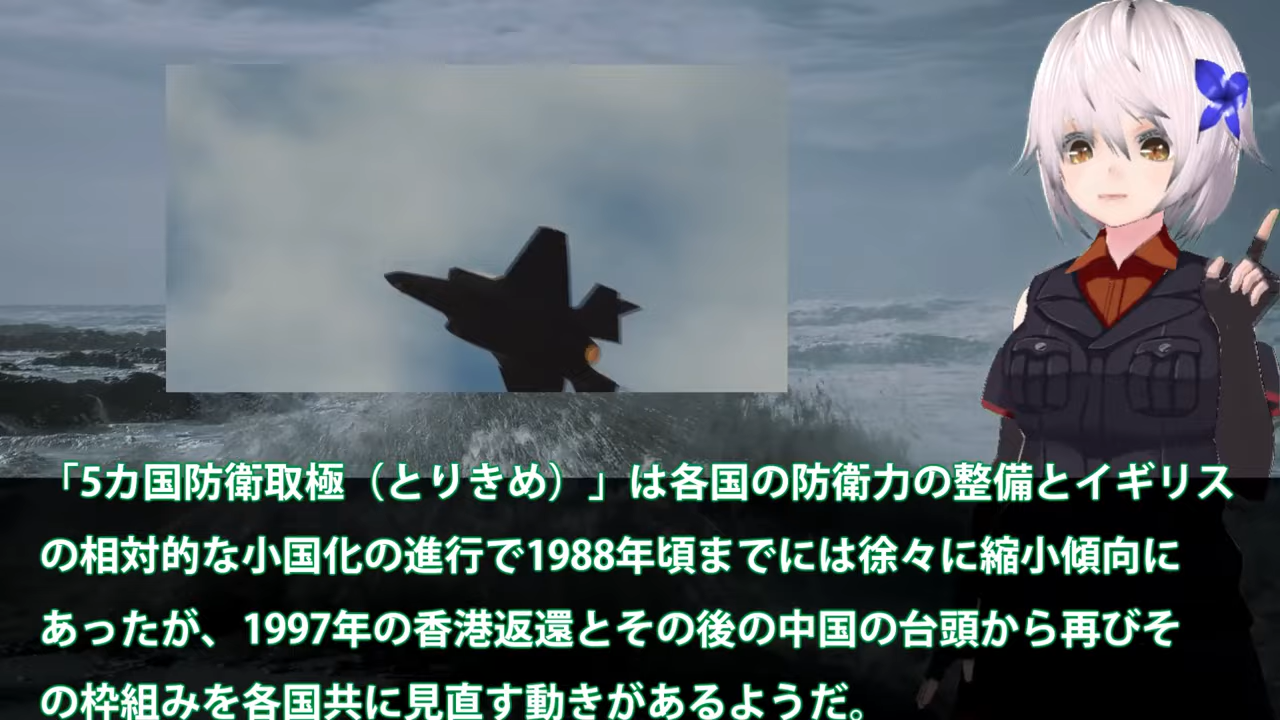 「5カ国防衛取極（とりきめ）」は各国の防衛力の整備とイギリス
の相対的な小国化の進行で1988年頃までには徐々に縮小傾向に
あったが、1997年の香港返還とその後の中国の台頭から再びそ
の枠組みを各国共に見直す動きがあるようだ。